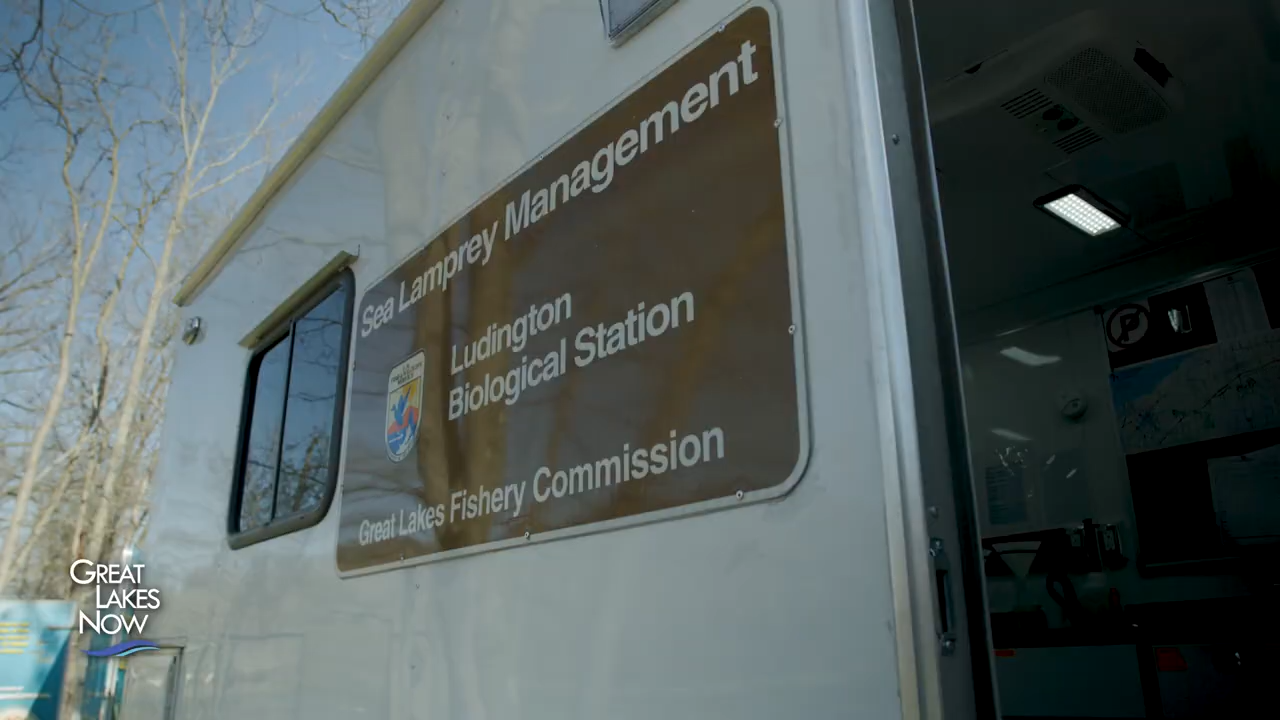 Sea Lamprey Management
Ludington
Biological Station
Great Lakes Fishery Commission
GREAT
LAKES
NOW
P